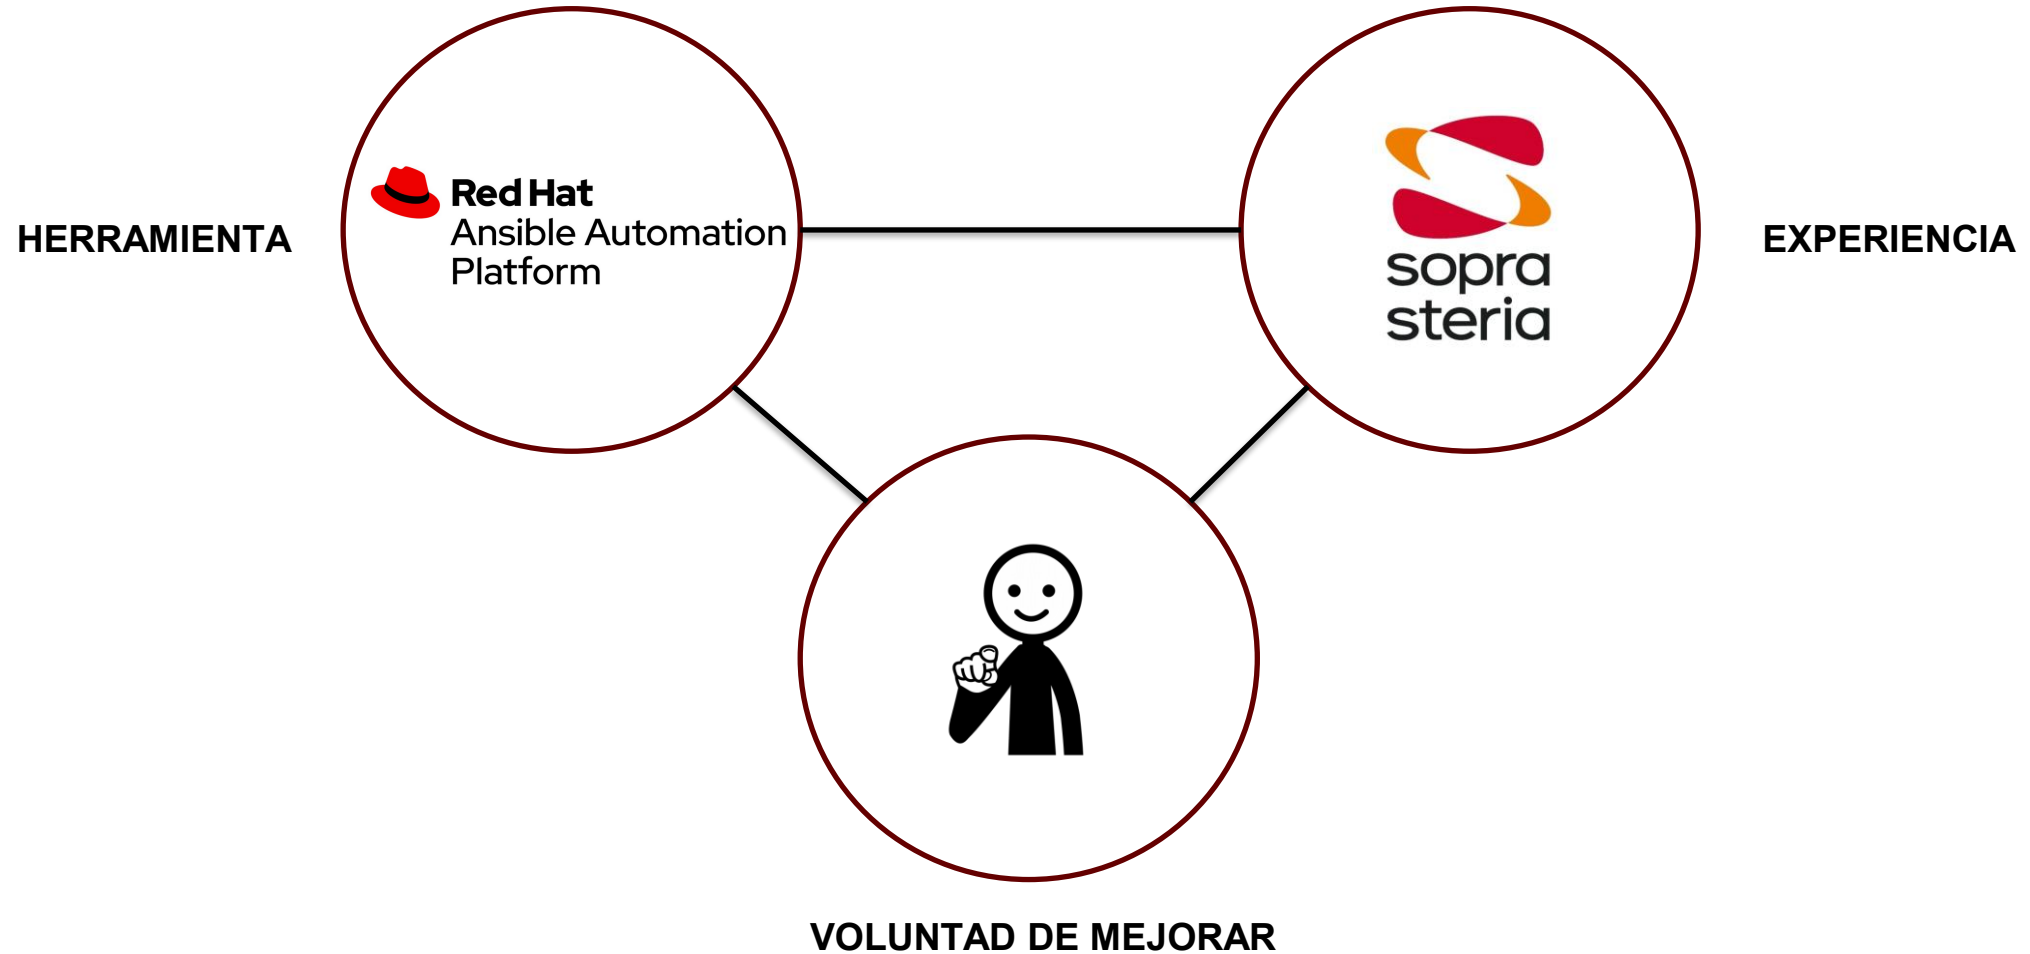 Red Hat
Ansible Automation
Platform
HERRAMIENTA
sopra
steria
EXPERIENCIA
VOLUNTAD DE MEJORAR